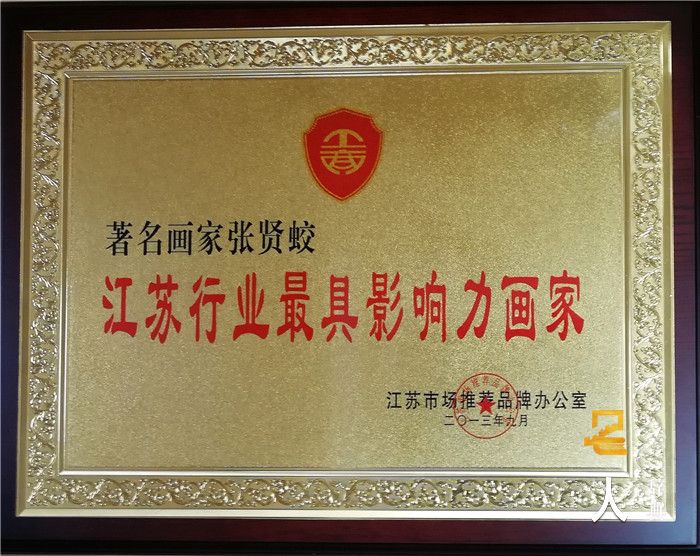 著名画家张贤蛟
江苏行业最具影响力画家
江苏市场推荐品牌办公室
二〇一三年九月